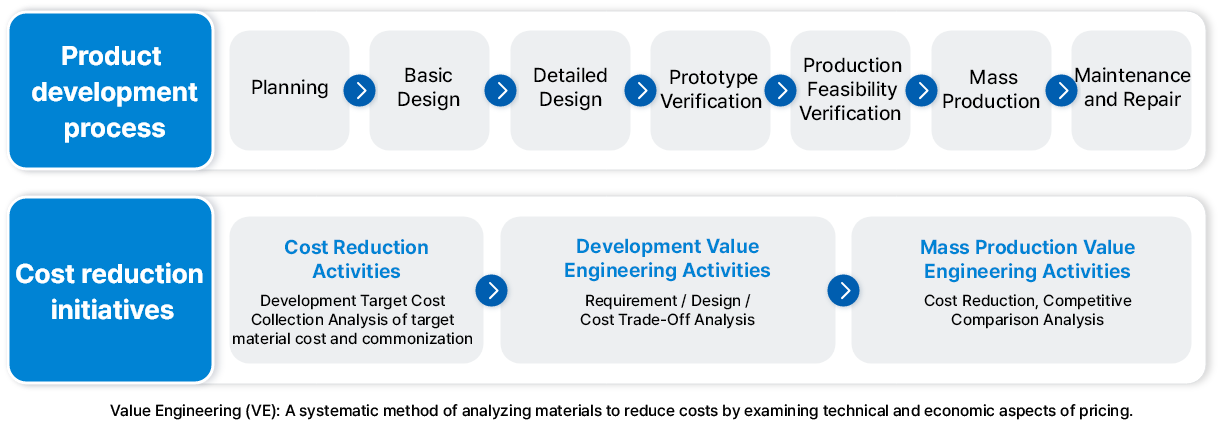 Product
development
process
Planning
Basic
Design
Detailed
Design
Prototype
Verification
Production
Feasibility
Verification
Mass
Production
Maintenance
and Repair
Cost reduction
initiatives
Cost Reduction
Activities
Development Target Cost
Collection Analysis of target
material cost and commonization
Development Value
Engineering Activities
Requirement / Design /
Cost Trade-Off Analysis
Mass Production Value
Engineering Activities
Cost Reduction, Competitive
Comparison Analysis
Value Engineering (VE): A systematic method of analyzing materials to reduce costs by examining technical and economic aspects of pricing.